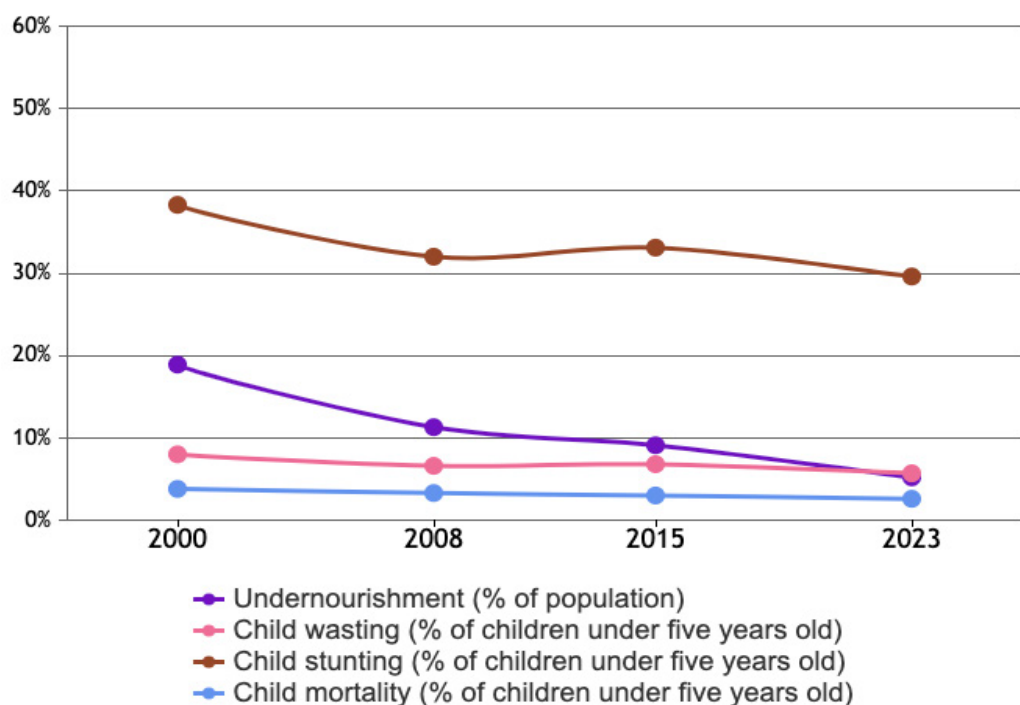 60%
50%
40%
30%
20%
10%
0%
2000 2008 2015 2023
Undernourishment (% of population)
Child wasting (% of children under five years old)
Child stunting (% of children under five years old)
Child mortality (% of children under five years old)